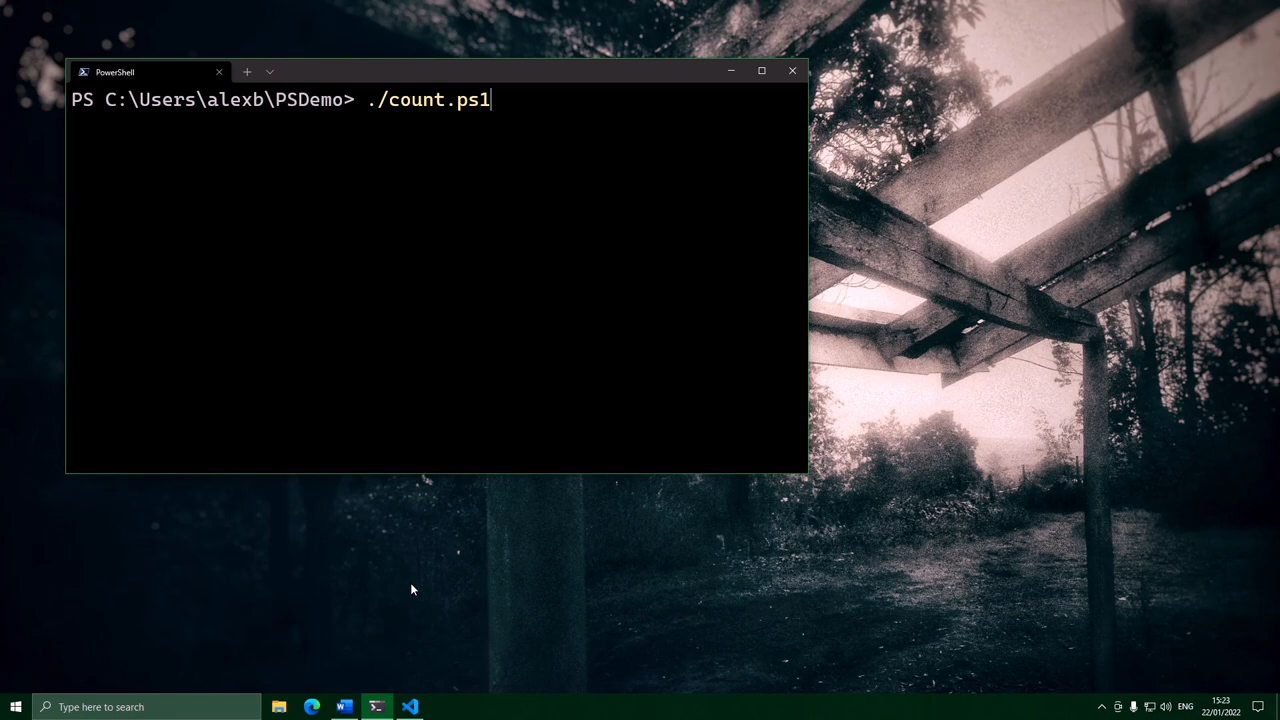 PowerShell
PS C:\Users\alexb\PSDemo> ./count.ps1
Type here to search
ENG
15:23
22/01/2022